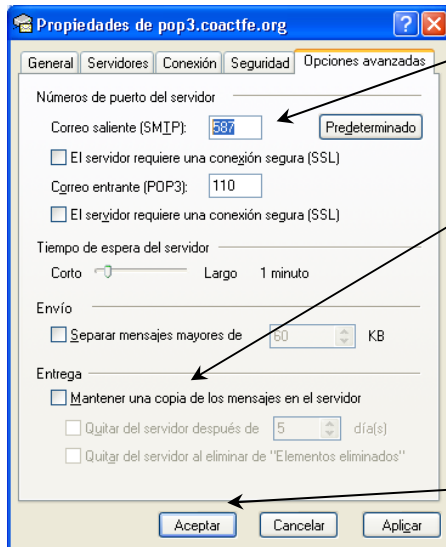 Propiedades de pop3.coactfe.org
General Servidores Conexión Seguridad Opciones avanzadas
Números de puerto del servidor
Correo saliente (SMTP): 587 Predeterminado
El servidor requiere una conexión segura (SSL)
Correo entrante (POP3): 110
El servidor requiere una conexión segura (SSL)
Tiempo de espera del servidor
Corto Largo 1 minuto
Envío
Separar mensajes mayores de 60 KB
Entrega
Mantener una copia de los mensajes en el servidor
Quitar del servidor después de 5 día(s)
Quitar del servidor al eliminar de "Elementos eliminados"
Aceptar Cancelar Aplicar